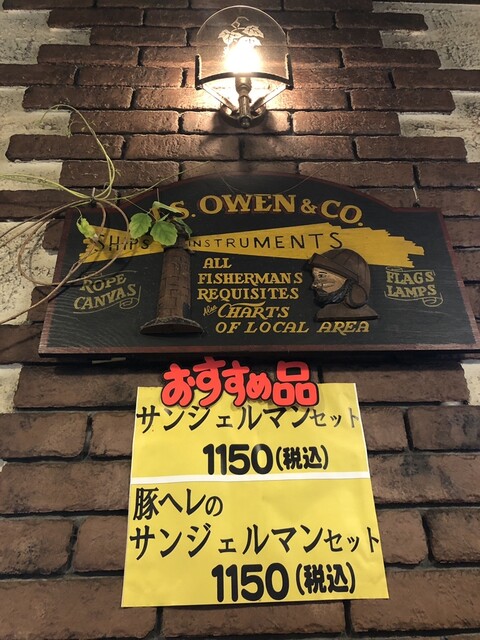 S. OWEN & CO.
SHIPS INSTRUMENTS
ROPE
CANVAS
ALL
FISHERMANS
REQUISITES
CHARTS
OF LOCAL AREA
FLAGS
LAMPS
おすすめ品
サンジェルマンセット
1150(税込)
豚ヘレの
サンジェルマンセット
1150(税込)